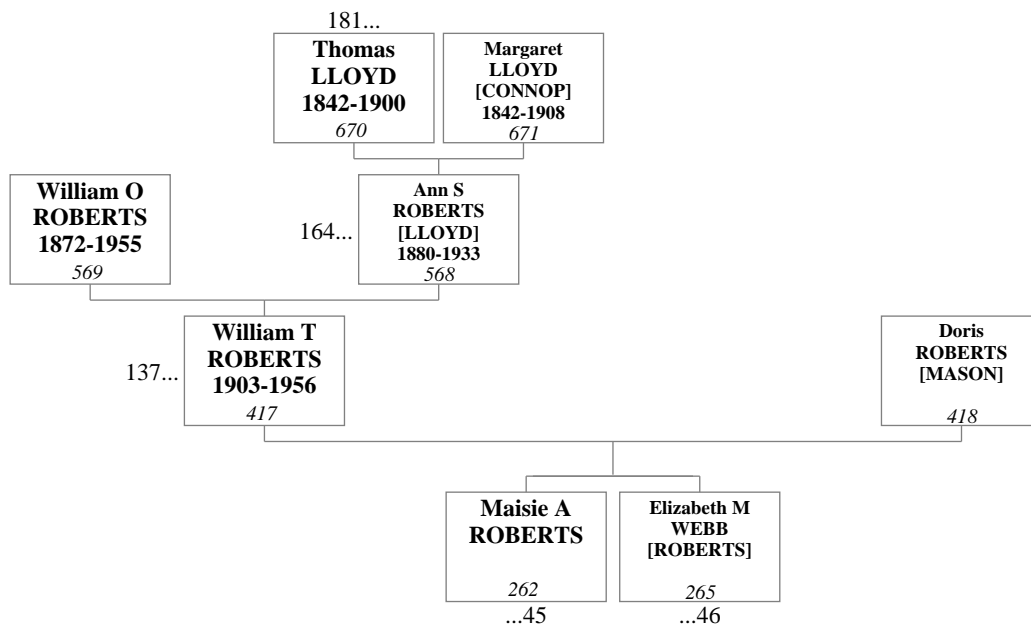 181...
Thomas
LLOYD
1842-1900
670
Margaret
LLOYD
[CONNOP]
1842-1908
671
William O
ROBERTS
1872-1955
569
164...
Ann S
ROBERTS
[LLOYD]
1880-1933
568
137...
William T
ROBERTS
1903-1956
417
Doris
ROBERTS
[MASON]
418
Maisie A
ROBERTS
262
...45
Elizabeth M
WEBB
[ROBERTS]
265
...46